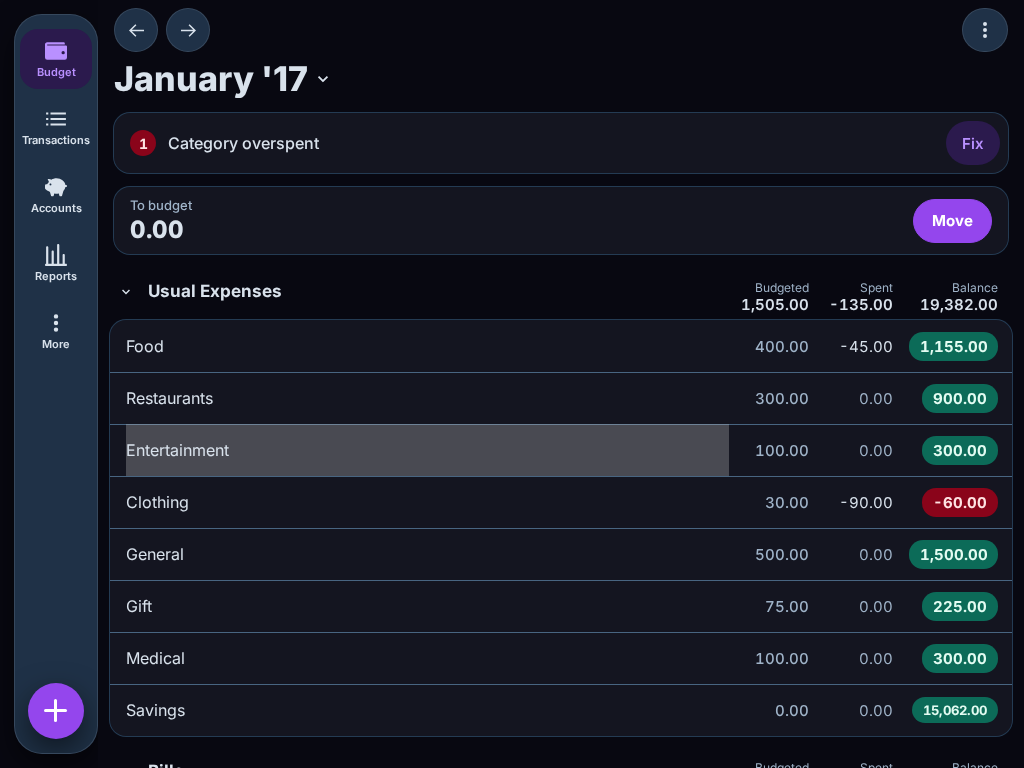 Budget
Transactions
Accounts
Reports
More
January '17
1 Category overspent Fix
To budget
0.00
Move
Usual Expenses
Budgeted Spent Balance
1,505.00 -135.00 19,382.00
Food 400.00 -45.00 1,155.00
Restaurants 300.00 0.00 900.00
Entertainment 100.00 0.00 300.00
Clothing 30.00 -90.00 -60.00
General 500.00 0.00 1,500.00
Gift 75.00 0.00 225.00
Medical 100.00 0.00 300.00
Savings 0.00 0.00 15,062.00
Bills Budgeted Spent Balance